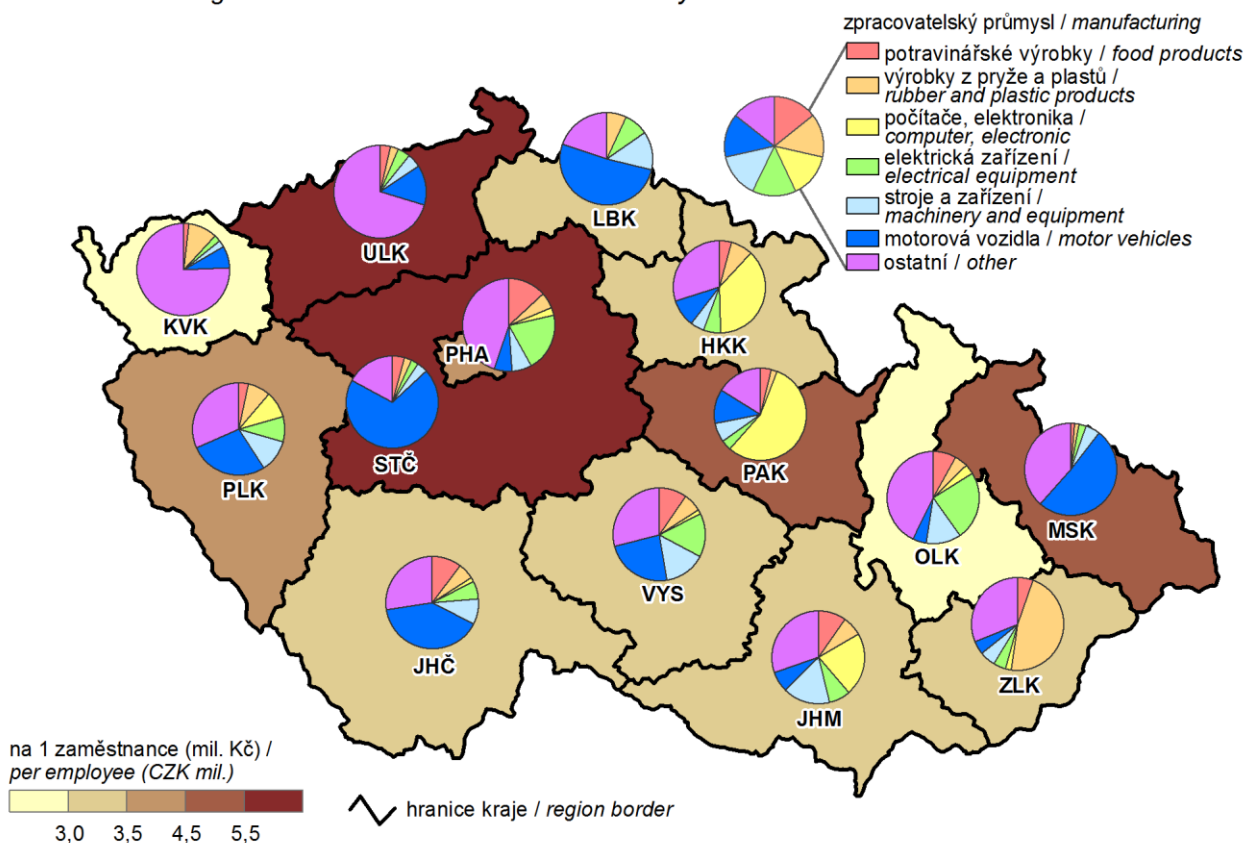 zpracovatelský průmysl / manufacturing
potravinářské výrobky / food products
výrobky z pryže a plastů /
rubber and plastic products
počítače, elektronika /
computer, electronic
elektrická zařízení /
electrical equipment
stroje a zařízení /
machinery and equipment
motorová vozidla / motor vehicles
ostatní / other
LBK
ULK
KVK
HKK
PHA
STČ
PAK
PLK
MSK
OLK
VYS
JHČ
ZLK
JHM
na 1 zaměstnance (mil. Kč) /
per employee (CZK mil.)
3,0 3,5 4,5 5,5
hranice kraje / region border